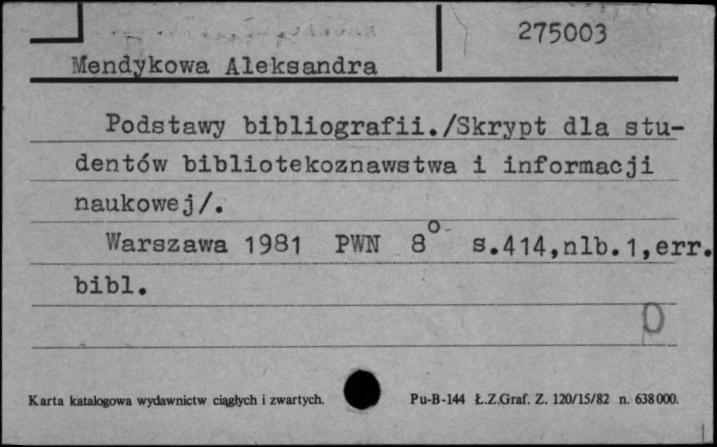 275003
Mendykowa Aleksandra
Podstawy bibliografii./Skrypt dla stu-
dentów bibliotekoznawstwa i informacji
naukowej/.
Warszawa 1981 PWN 8° s.414,nlb.1,err.
bibl.
p
Karta katalogowa wydawnictw ciągłych i zwartych. Pu-B-144 Ł.Z.Graf. Z. 120/15/82 n. 638000.